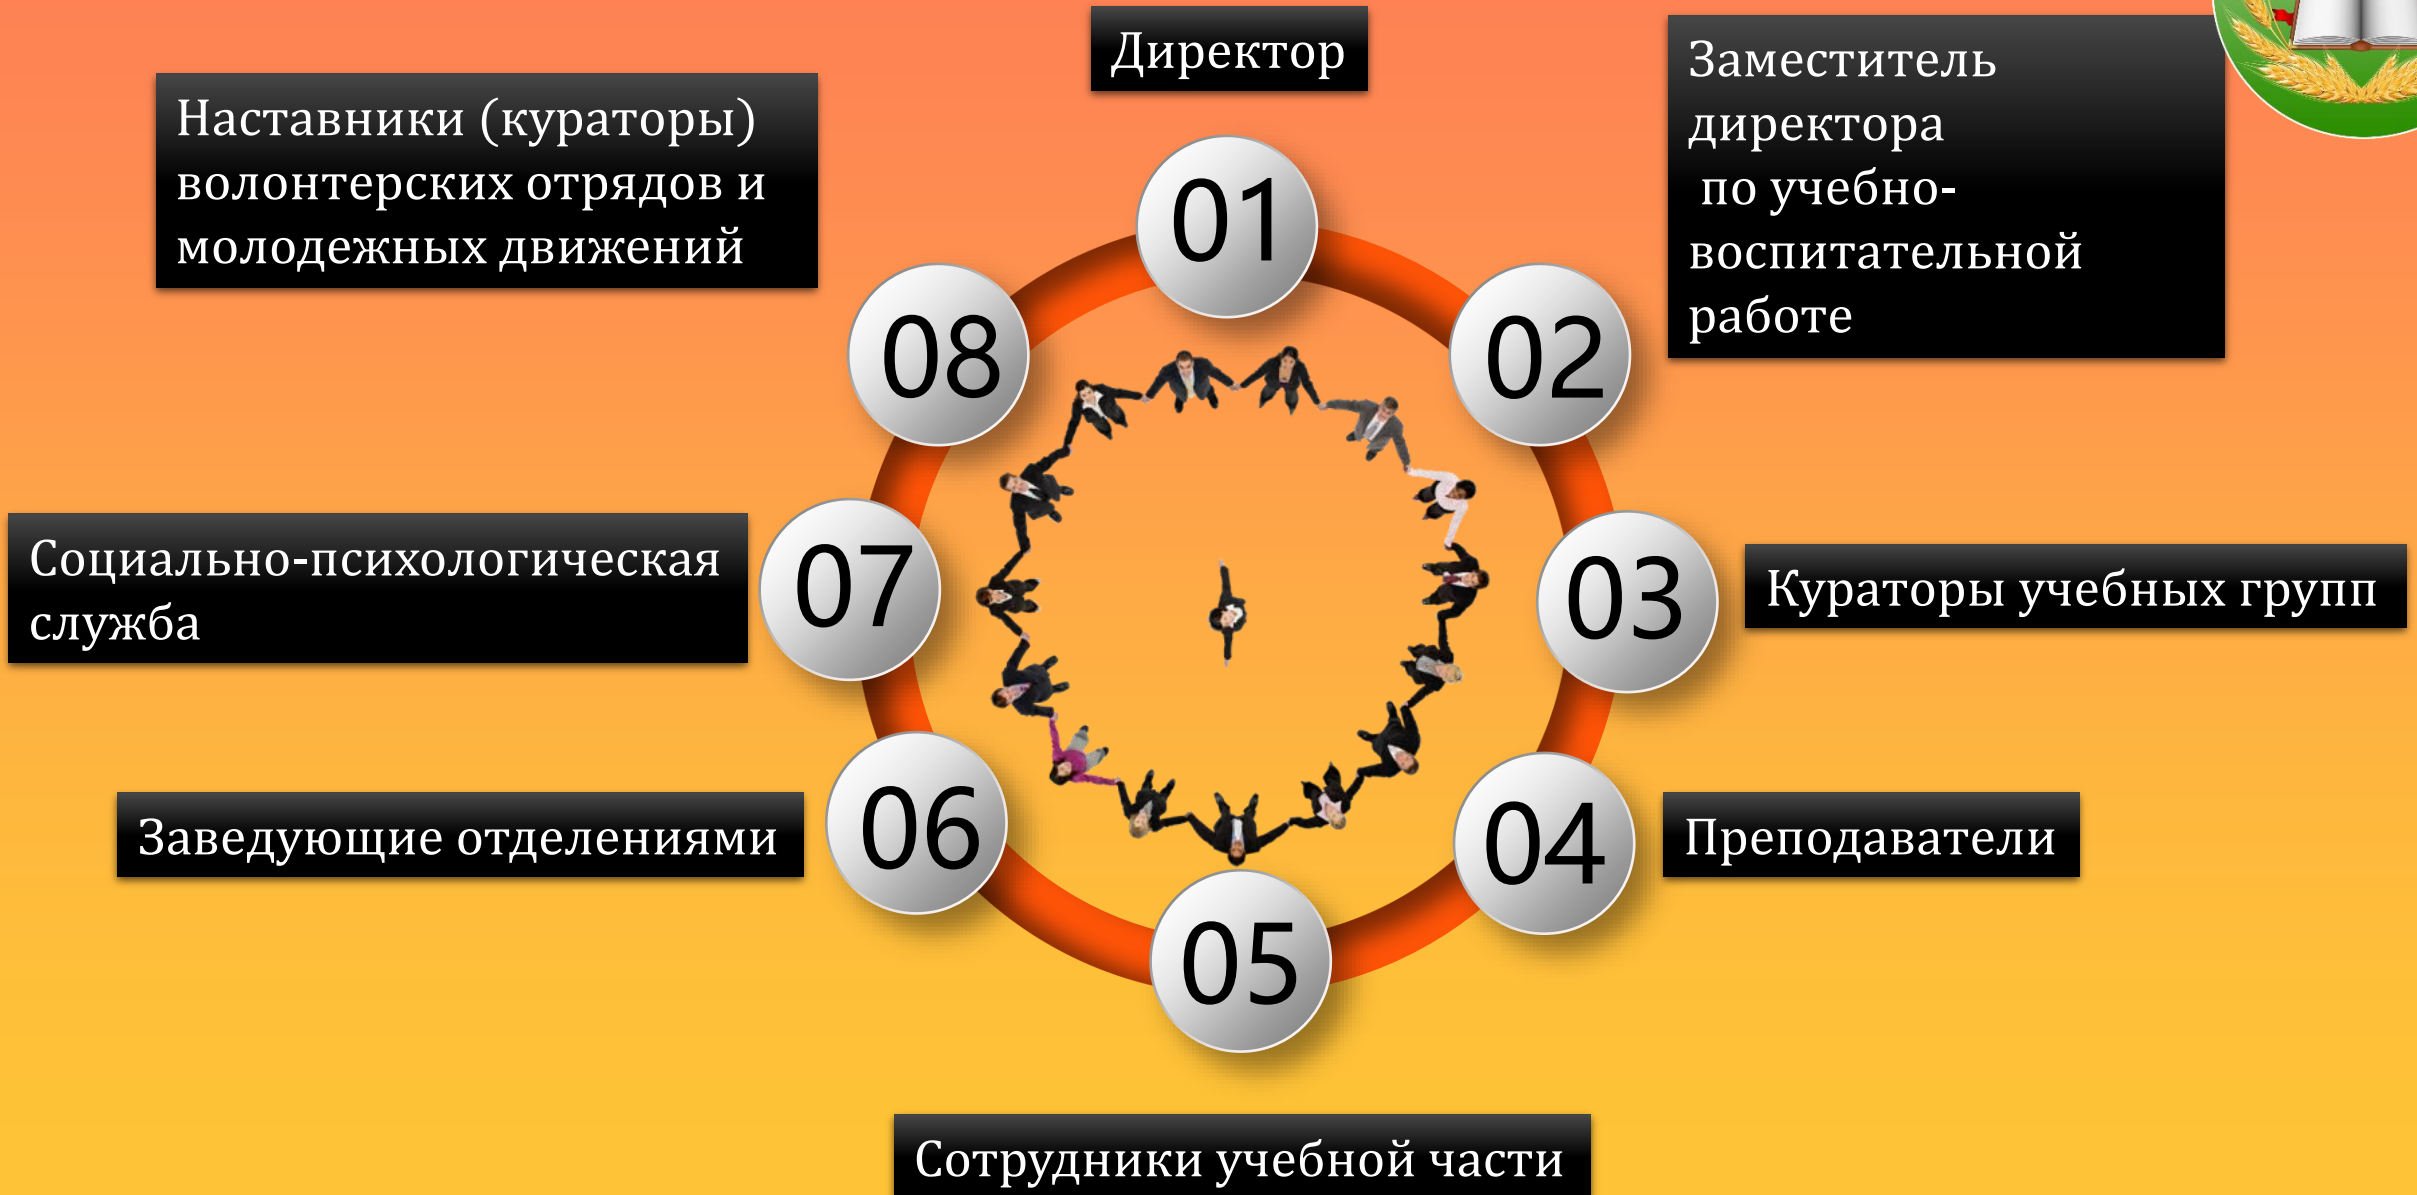 Директор
01
Заместитель
директора
по учебно-
воспитательной
работе
02
Кураторы учебных групп
03
Преподаватели
04
Сотрудники учебной части
05
Заведующие отделениями
06
Социально-психологическая
служба
07
Наставники (кураторы)
волонтерских отрядов и
молодежных движений
08